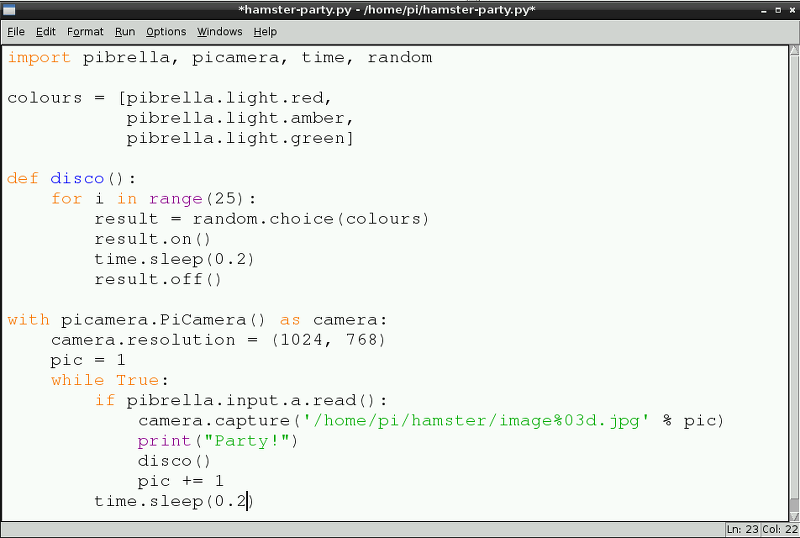 *hamster-party.py - /home/pi/hamster-party.py*
File Edit Format Run Options Windows Help
import pibrella, picamera, time, random
colours = [pibrella.light.red,
           pibrella.light.amber,
           pibrella.light.green]
def disco():
    for i in range(25):
        result = random.choice(colours)
        result.on()
        time.sleep(0.2)
        result.off()
with picamera.PiCamera() as camera:
    camera.resolution = (1024, 768)
    pic = 1
    while True:
        if pibrella.input.a.read():
            camera.capture('/home/pi/hamster/image%03d.jpg' % pic)
            print("Party!")
            disco()
            pic += 1
        time.sleep(0.2)
Ln: 23 Col: 22